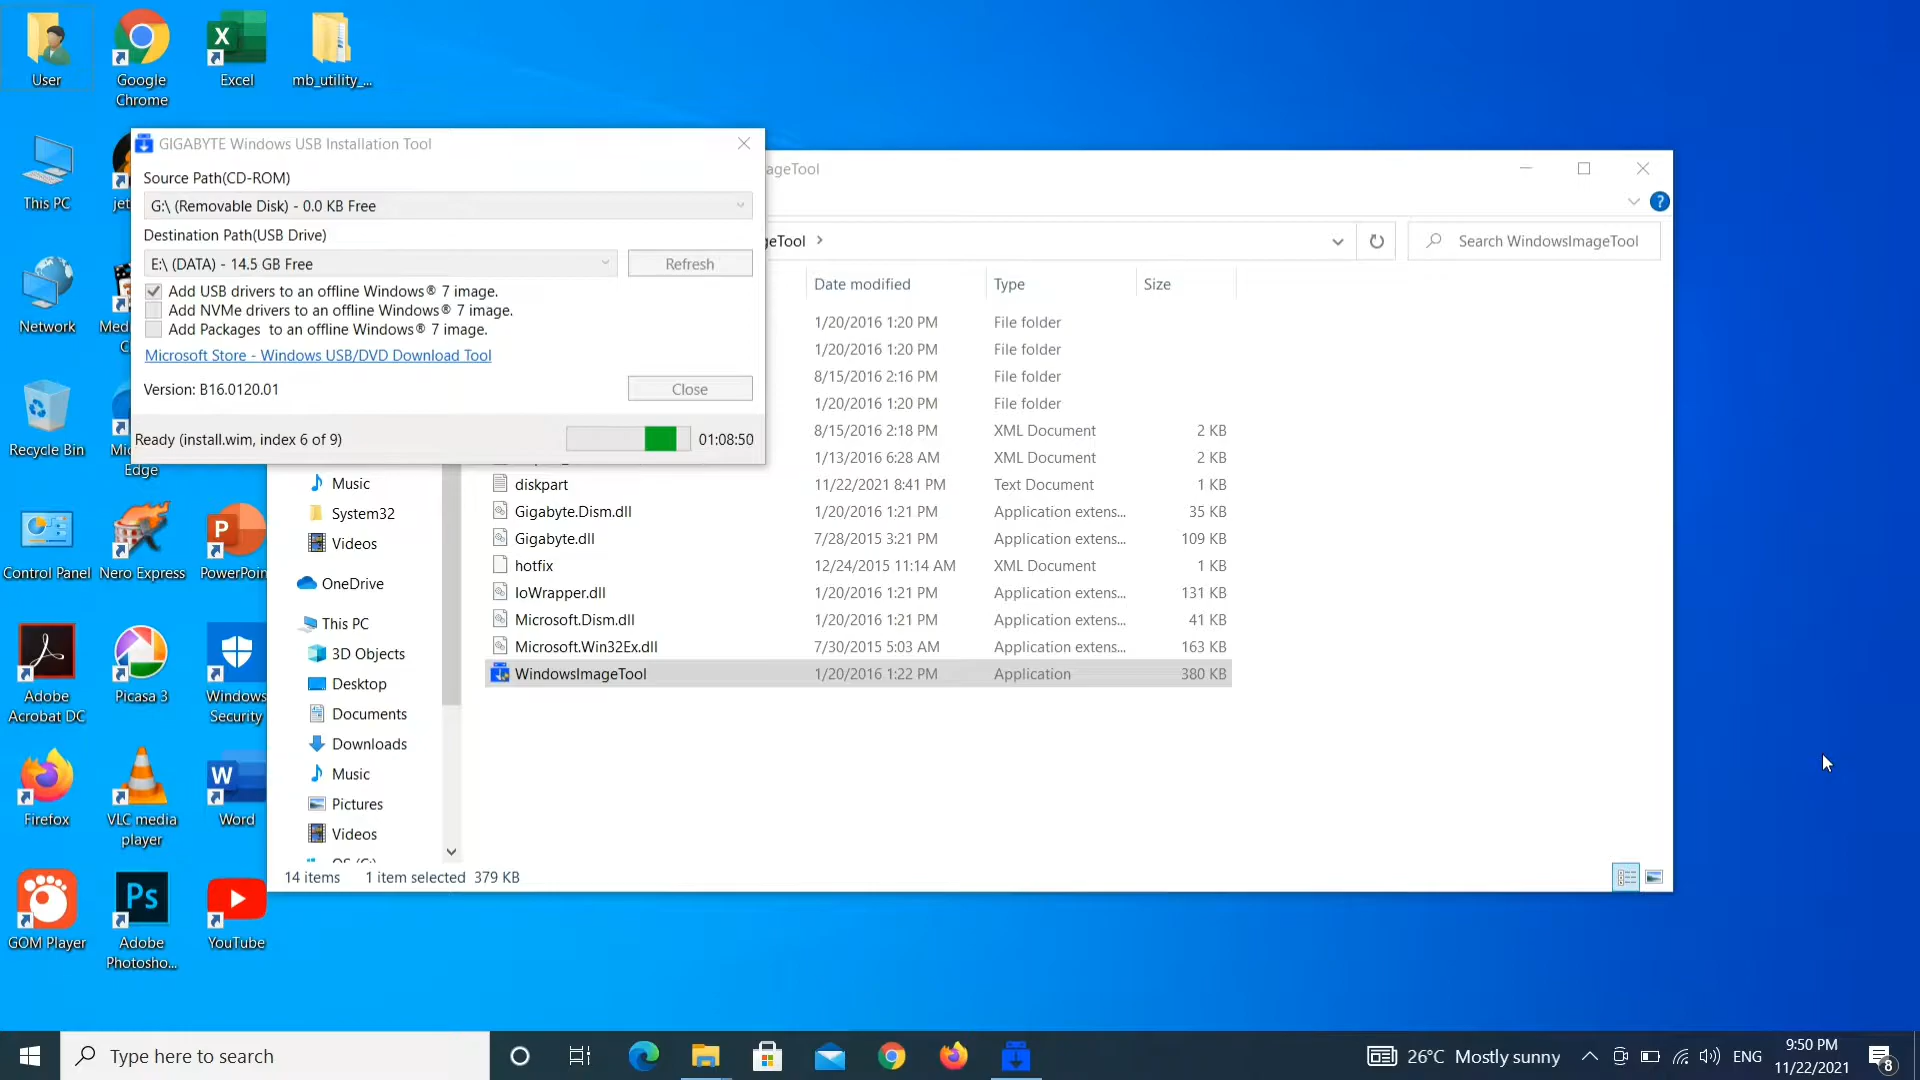 User
Google
Chrome
Excel
mb_utility_...
This PC
jet
Network
Med
C
Recycle Bin
Mic
Edge
Control Panel
Nero Express
PowerPoin
Adobe
Acrobat DC
Picasa 3
Windows
Security
Firefox
VLC media
player
Word
GOM Player
Adobe
Photosho...
YouTube
GIGABYTE Windows USB Installation Tool
Source Path(CD-ROM)
G:\ (Removable Disk) - 0.0 KB Free
Destination Path(USB Drive)
E:\ (DATA) - 14.5 GB Free
Refresh
Add USB drivers to an offline Windows® 7 image.
Add NVMe drivers to an offline Windows® 7 image.
Add Packages to an offline Windows® 7 image.
Microsoft Store - Windows USB/DVD Download Tool
Version: B16.0120.01
Close
Ready (install.wim, index 6 of 9)
01:08:50
ageTool
geTool
Search WindowsImageTool
Date modified
Type
Size
1/20/2016 1:20 PM File folder
1/20/2016 1:20 PM File folder
8/15/2016 2:16 PM File folder
1/20/2016 1:20 PM File folder
8/15/2016 2:18 PM XML Document 2 KB
1/13/2016 6:28 AM XML Document 2 KB
diskpart 11/22/2021 8:41 PM Text Document 1 KB
Gigabyte.Dism.dll 1/20/2016 1:21 PM Application extens... 35 KB
Gigabyte.dll 7/28/2015 3:21 PM Application extens... 109 KB
hotfix 12/24/2015 11:14 AM XML Document 1 KB
IoWrapper.dll 1/20/2016 1:21 PM Application extens... 131 KB
Microsoft.Dism.dll 1/20/2016 1:21 PM Application extens... 41 KB
Microsoft.Win32Ex.dll 7/30/2015 5:03 AM Application extens... 163 KB
WindowsImageTool 1/20/2016 1:22 PM Application 380 KB
Music
System32
Videos
OneDrive
This PC
3D Objects
Desktop
Documents
Downloads
Music
Pictures
Videos
14 items 1 item selected 379 KB
Type here to search
26°C Mostly sunny
ENG
9:50 PM
11/22/2021
8